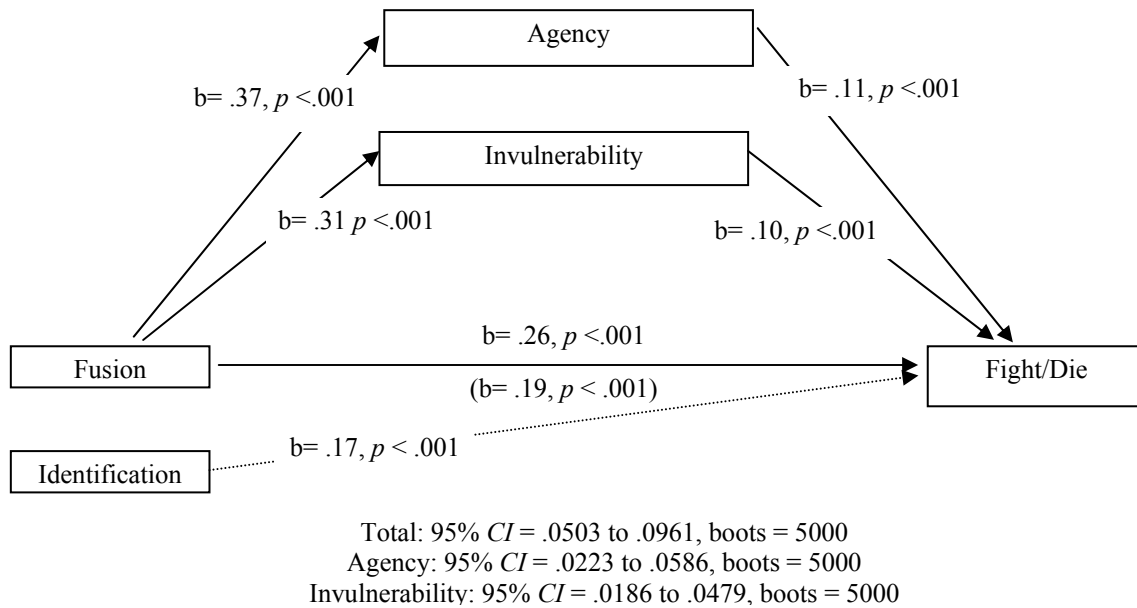 Agency
b= .37, p <.001
b= .11, p <.001
Invulnerability
b= .31 p <.001
b= .10, p <.001
b= .26, p <.001
Fusion
Fight/Die
(b= .19, p < .001)
b= .17, p < .001
Identification
Total: 95% CI = .0503 to .0961, boots = 5000
Agency: 95% CI = .0223 to .0586, boots = 5000
Invulnerability: 95% CI = .0186 to .0479, boots = 5000